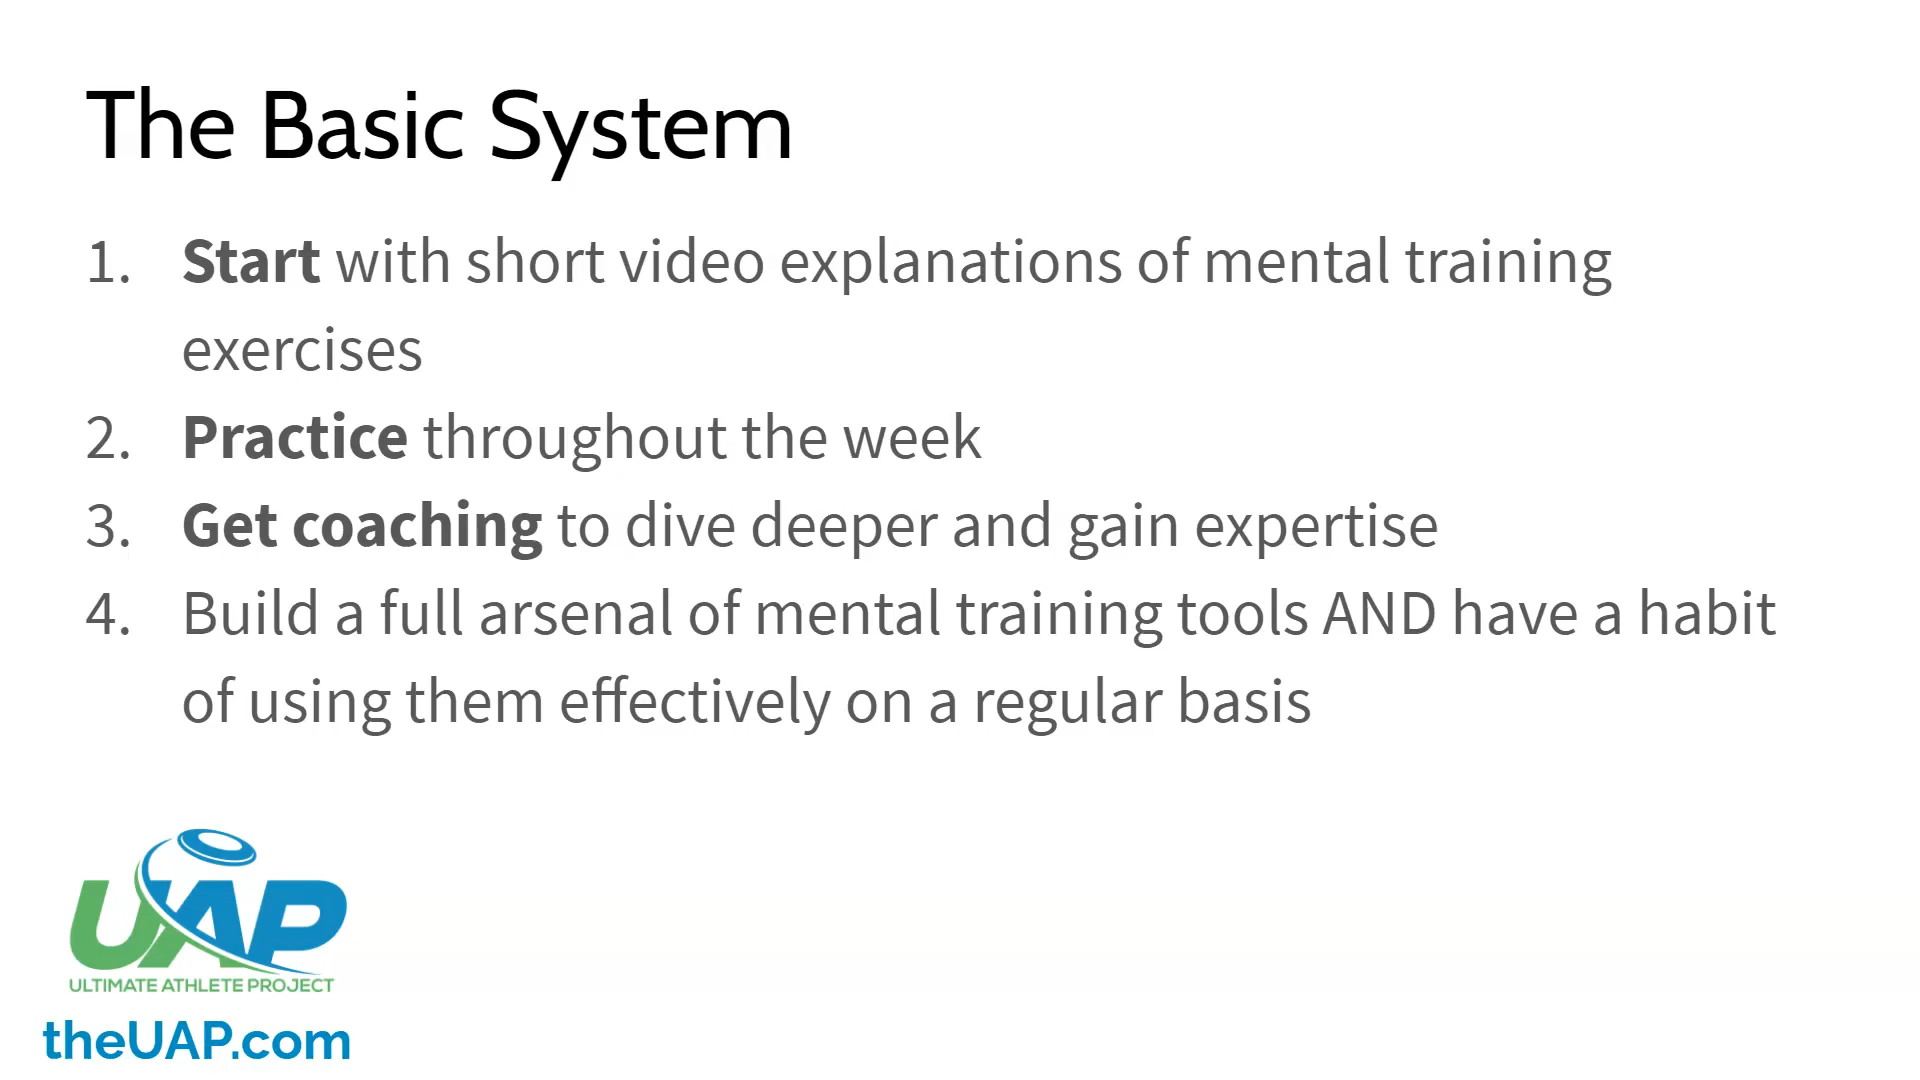 The Basic System
1. Start with short video explanations of mental training
exercises
2. Practice throughout the week
3. Get coaching to dive deeper and gain expertise
4. Build a full arsenal of mental training tools AND have a habit
of using them effectively on a regular basis
UAP
ULTIMATE ATHLETE PROJECT
theUAP.com